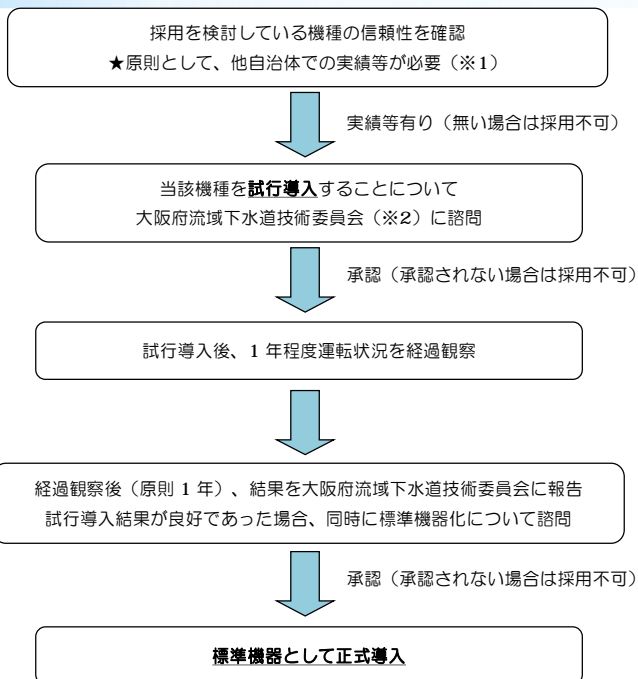 採用を検討している機種の信頼性を確認
★原則として、他自治体での実績等が必要（※1）
実績等有り（無い場合は採用不可）
当該機種を試行導入することについて
大阪府流域下水道技術委員会（※2）に諮問
承認（承認されない場合は採用不可）
試行導入後、1 年程度運転状況を経過観察
経過観察後（原則 1 年）、結果を大阪府流域下水道技術委員会に報告
試行導入結果が良好であった場合、同時に標準機器化について諮問
承認（承認されない場合は採用不可）
標準機器として正式導入